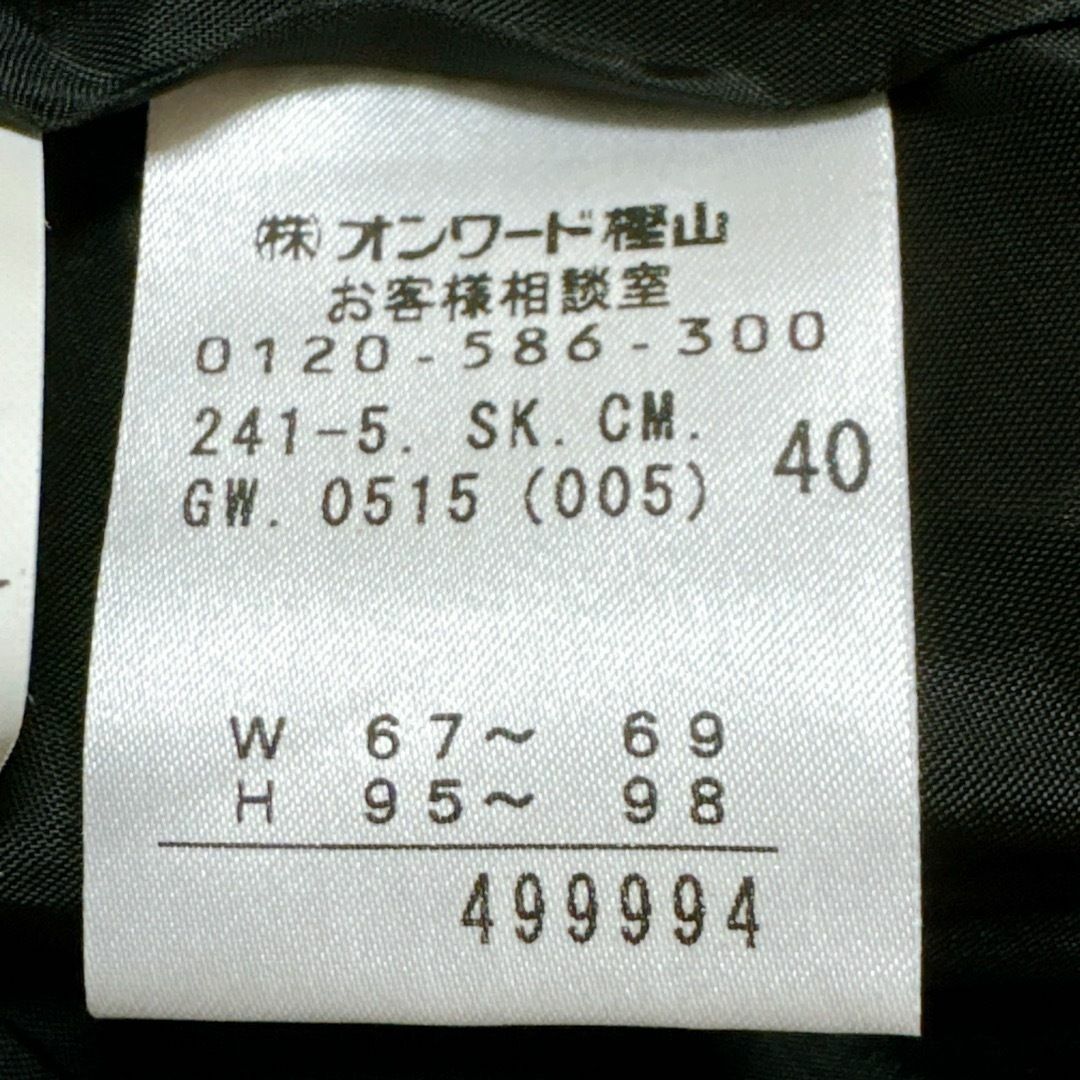 (株)オンワード樫山
お客様相談室
0120-586-300
241-5. SK. CM.
GW. 0515 (005) 40
W 67~ 69
H 95~ 98
499994